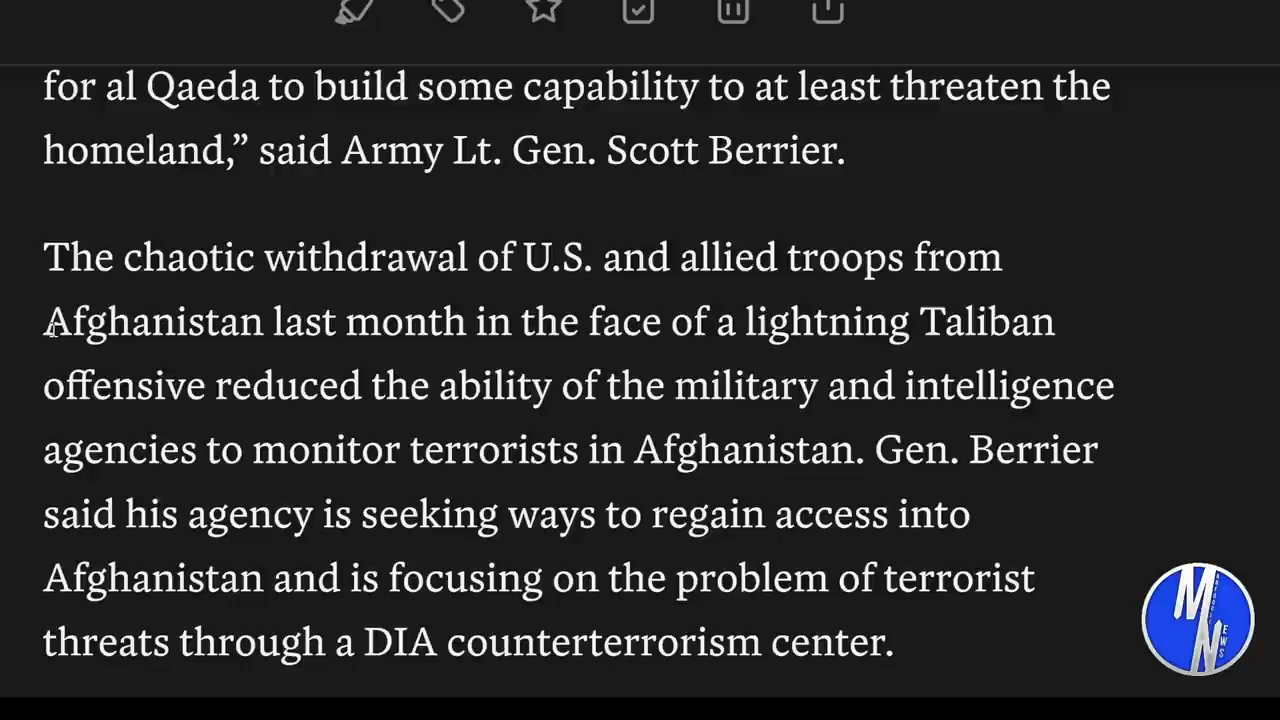 for al Qaeda to build some capability to at least threaten the
homeland,” said Army Lt. Gen. Scott Berrier.
The chaotic withdrawal of U.S. and allied troops from
Afghanistan last month in the face of a lightning Taliban
offensive reduced the ability of the military and intelligence
agencies to monitor terrorists in Afghanistan. Gen. Berrier
said his agency is seeking ways to regain access into
Afghanistan and is focusing on the problem of terrorist
threats through a DIA counterterrorism center.
M
N
EWS